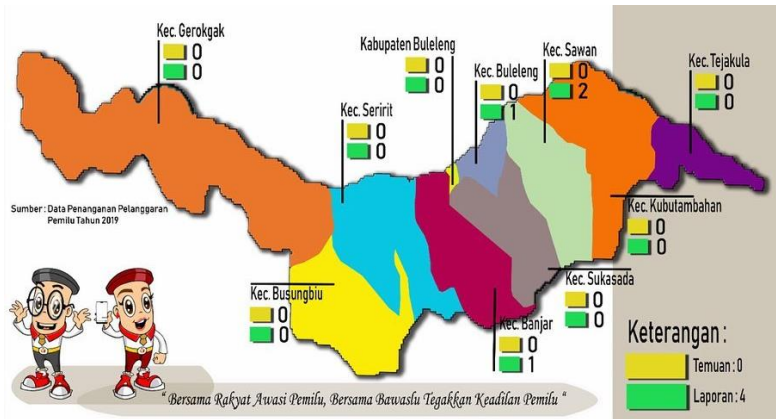 Kec. Gerokgak
0
0
Kec. Seririt
0
0
Kabupaten Buleleng
0
0
Kec. Buleleng
0
1
Kec. Sawan
0
2
Kec. Tejakula
0
0
Sumber : Data Penanganan Pelanggaran
Pemilu Tahun 2019
Kec. Kubutambahan
0
0
Kec. Busungbiu
0
0
Kec. Sukasada
0
0
Kec. Banjar
0
1
Keterangan :
Temuan : 0
Laporan : 4
“ Bersama Rakyat Awasi Pemilu, Bersama Bawaslu Tegakkan Keadilan Pemilu “